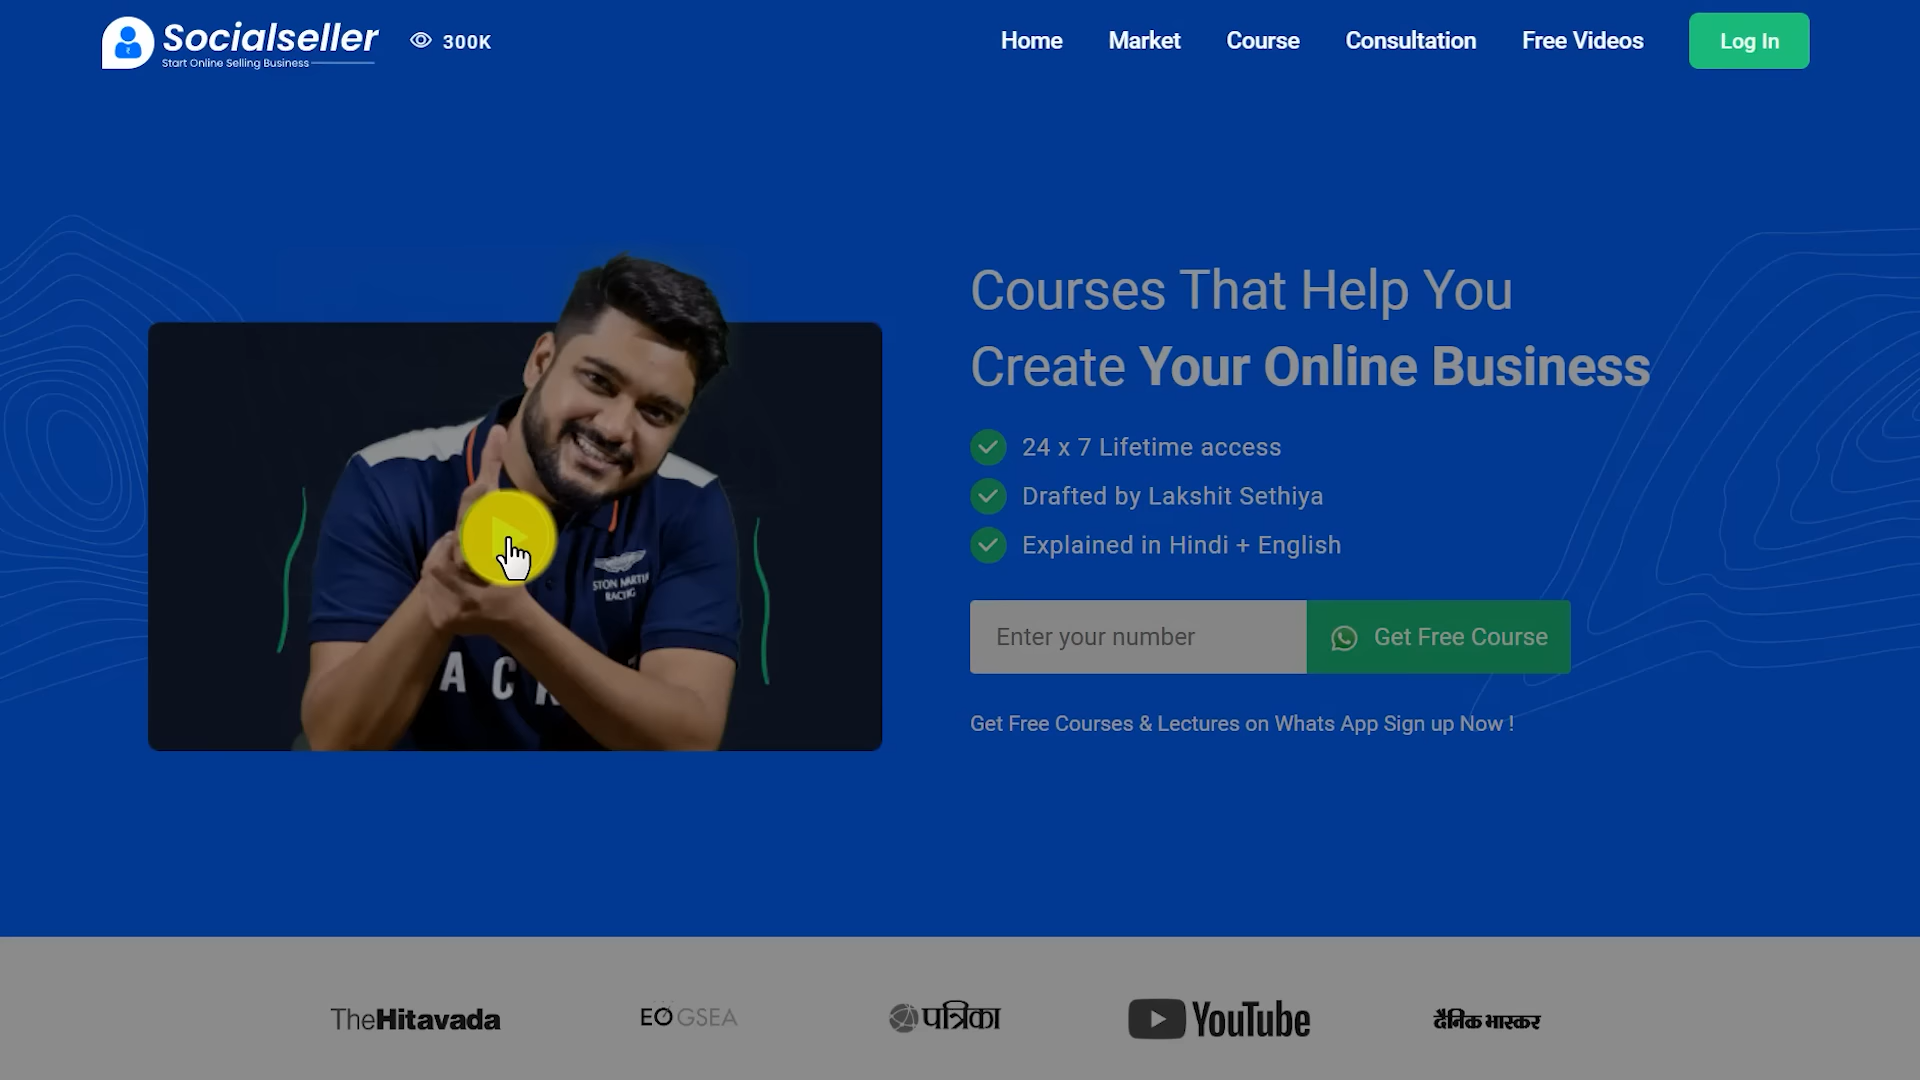 Socialseller
Start Online Selling Business
300K
Home
Market
Course
Consultation
Free Videos
Log In
Courses That Help You
Create Your Online Business
24 x 7 Lifetime access
Drafted by Lakshit Sethiya
Explained in Hindi + English
Enter your number
Get Free Course
Get Free Courses & Lectures on Whats App Sign up Now !
RACING
TheHitavada
EO GSEA
पत्रिका
YouTube
दैनिक भास्कर